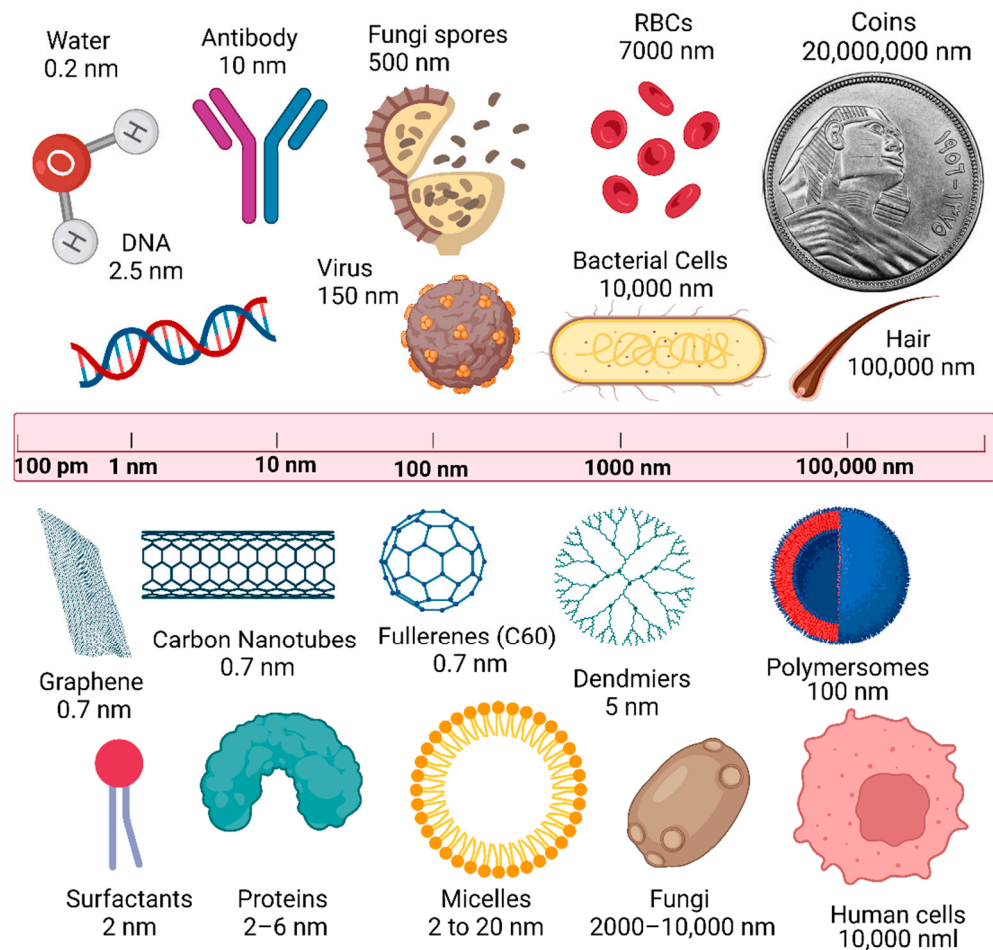 Water
0.2 nm
Antibody
10 nm
Fungi spores
500 nm
RBCs
7000 nm
Coins
20,000,000 nm
H
O
H
١٩٥٦-١٣٧٥
DNA
2.5 nm
Virus
150 nm
Bacterial Cells
10,000 nm
Hair
100,000 nm
100 pm
1 nm
10 nm
100 nm
1000 nm
100,000 nm
Graphene
0.7 nm
Carbon Nanotubes
0.7 nm
Fullerenes (C60)
0.7 nm
Dendmiers
5 nm
Polymersomes
100 nm
Surfactants
2 nm
Proteins
2–6 nm
Micelles
2 to 20 nm
Fungi
2000–10,000 nm
Human cells
10,000 nml